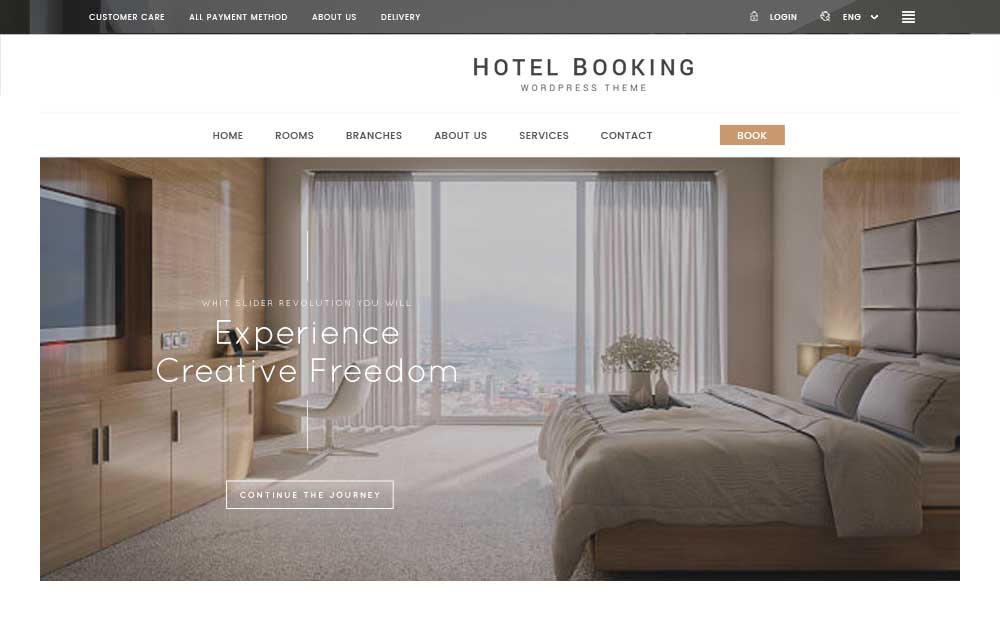 CUSTOMER CARE ALL PAYMENT METHOD ABOUT US DELIVERY LOGIN ENG
HOTEL BOOKING
WORDPRESS THEME
HOME ROOMS BRANCHES ABOUT US SERVICES CONTACT BOOK
WHIT SLIDER REVOLUTION YOU WILL
Experience
Creative Freedom
CONTINUE THE JOURNEY